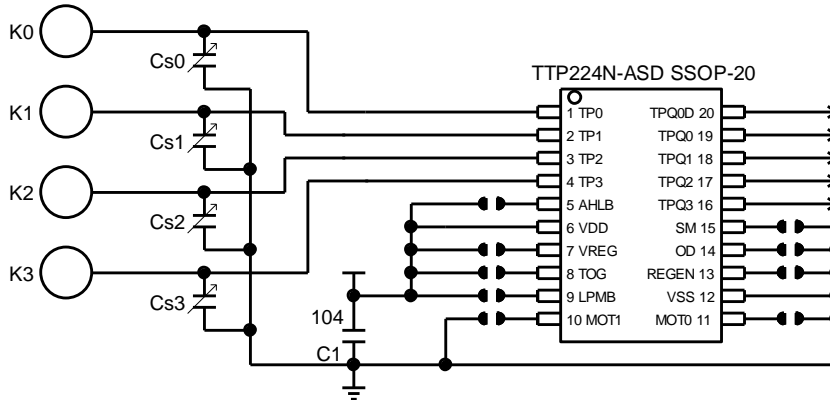 K0
Cs0
K1
Cs1
K2
Cs2
K3
Cs3
104
C1
TTP224N-ASD SSOP-20
1 TP0 TPQ0D 20
2 TP1 TPQ0 19
3 TP2 TPQ1 18
4 TP3 TPQ2 17
5 AHLB TPQ3 16
6 VDD SM 15
7 VREG OD 14
8 TOG REGEN 13
9 LPMB VSS 12
10 MOT1 MOT0 11